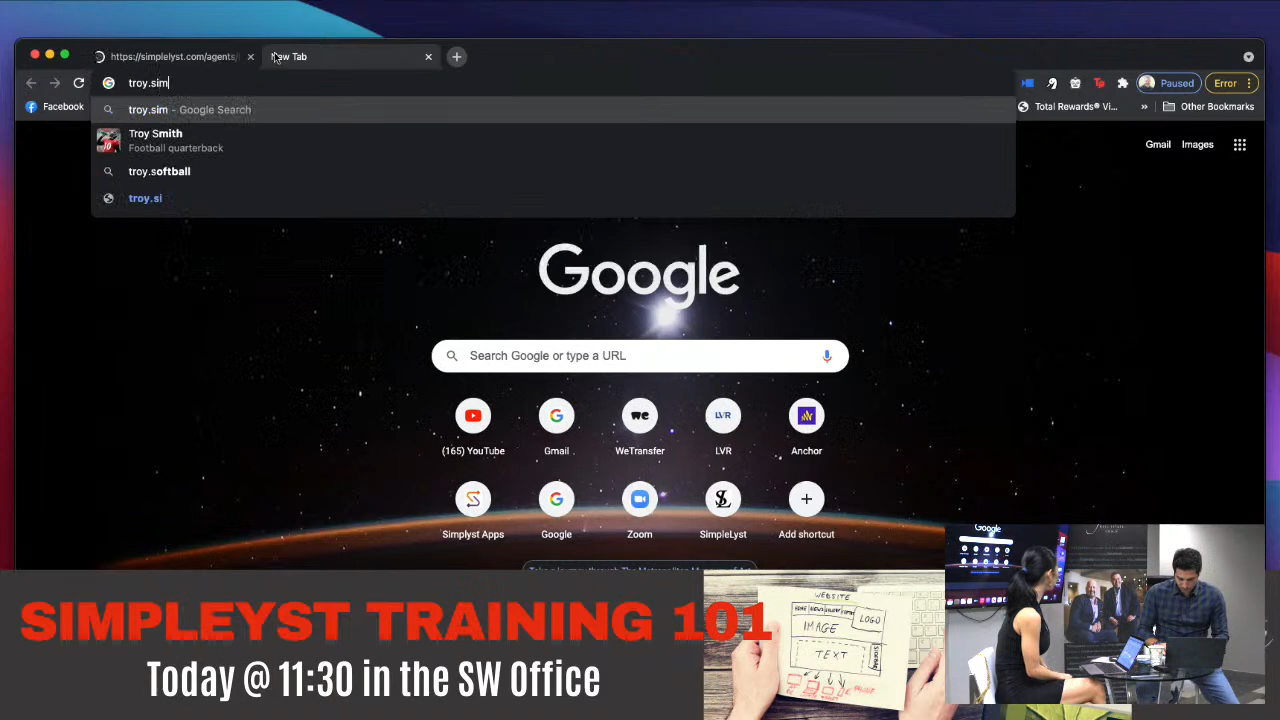 https://simplelyst.com/agents/
New Tab
troy.sim
Paused
Error
Facebook
Total Rewards® Vi...
»
Other Bookmarks
troy.sim - Google Search
Troy Smith
Football quarterback
troy.softball
troy.si
Gmail
Images
Google
Search Google or type a URL
LVR
(165) YouTube
Gmail
WeTransfer
LVR
Anchor
Simplyst Apps
Google
Zoom
SimpleLyst
Add shortcut
SIMPLEYST TRAINING 101
Today @ 11:30 in the SW Office
WEBSITE
LOGO
IMAGE
TEXT
SIDEBAR
Google